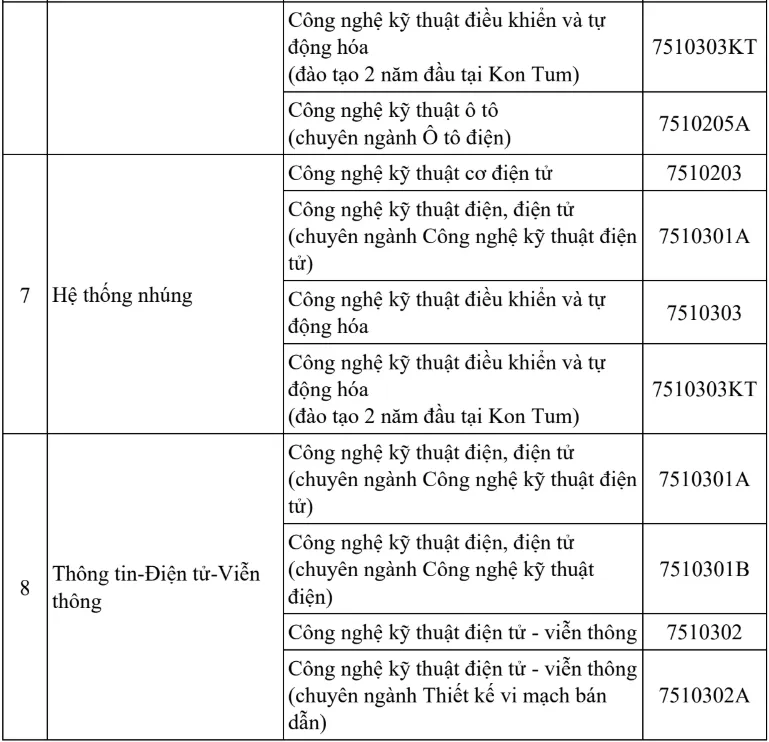 Công nghệ kỹ thuật điều khiển và tự
động hóa
(đào tạo 2 năm đầu tại Kon Tum)
7510303KT
Công nghệ kỹ thuật ô tô
(chuyên ngành Ô tô điện)
7510205A
7
Hệ thống nhúng
Công nghệ kỹ thuật cơ điện tử
7510203
Công nghệ kỹ thuật điện, điện tử
(chuyên ngành Công nghệ kỹ thuật điện
tử)
7510301A
Công nghệ kỹ thuật điều khiển và tự
động hóa
7510303
Công nghệ kỹ thuật điều khiển và tự
động hóa
(đào tạo 2 năm đầu tại Kon Tum)
7510303KT
8
Thông tin-Điện tử-Viễn
thông
Công nghệ kỹ thuật điện, điện tử
(chuyên ngành Công nghệ kỹ thuật điện
tử)
7510301A
Công nghệ kỹ thuật điện, điện tử
(chuyên ngành Công nghệ kỹ thuật
điện)
7510301B
Công nghệ kỹ thuật điện tử - viễn thông
7510302
Công nghệ kỹ thuật điện tử - viễn thông
(chuyên ngành Thiết kế vi mạch bán
dẫn)
7510302A